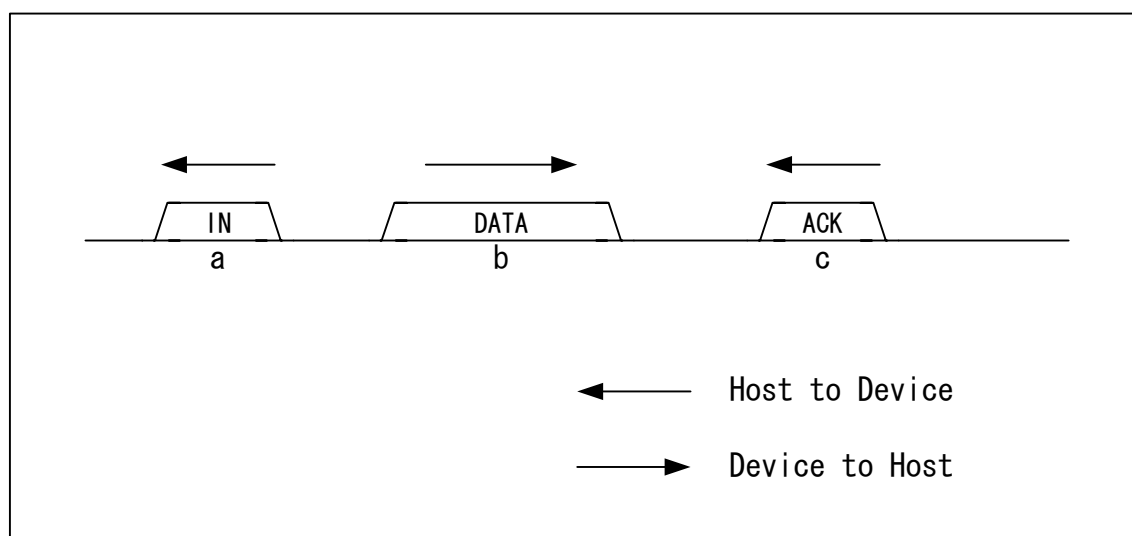 IN DATA ACK
a b c
Host to Device
Device to Host